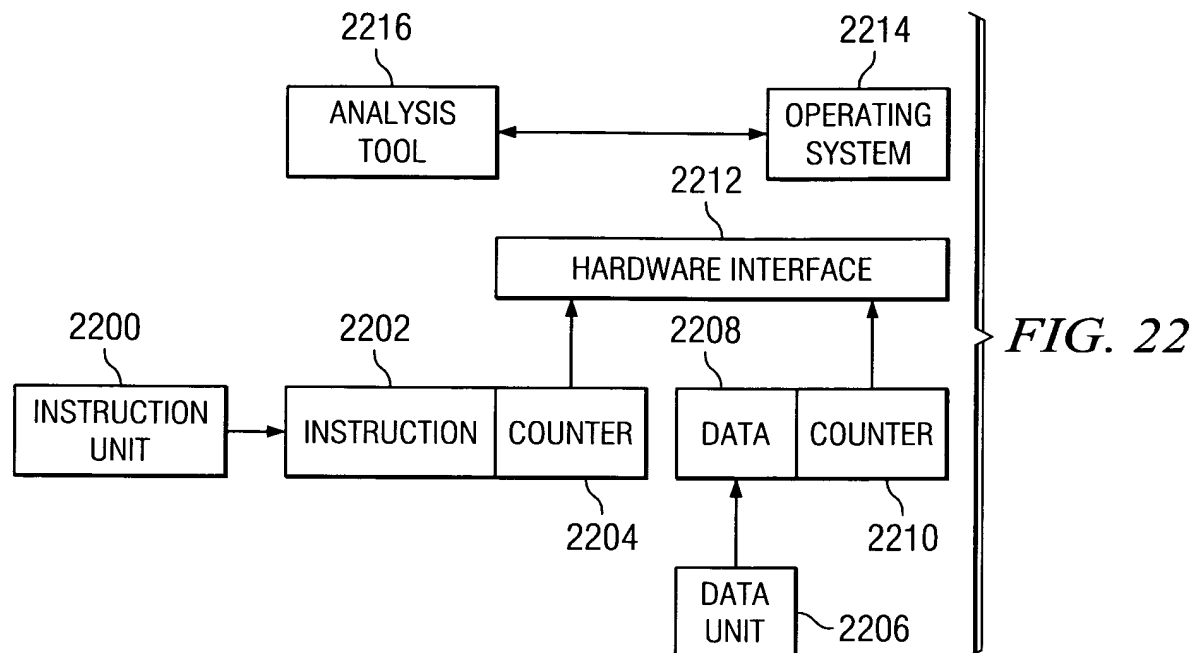 2216
2214
ANALYSIS
TOOL
OPERATING
SYSTEM
2212
HARDWARE INTERFACE
2200
2202
2208
FIG. 22
INSTRUCTION
UNIT
INSTRUCTION
COUNTER
DATA
COUNTER
2204
2210
DATA
UNIT
2206